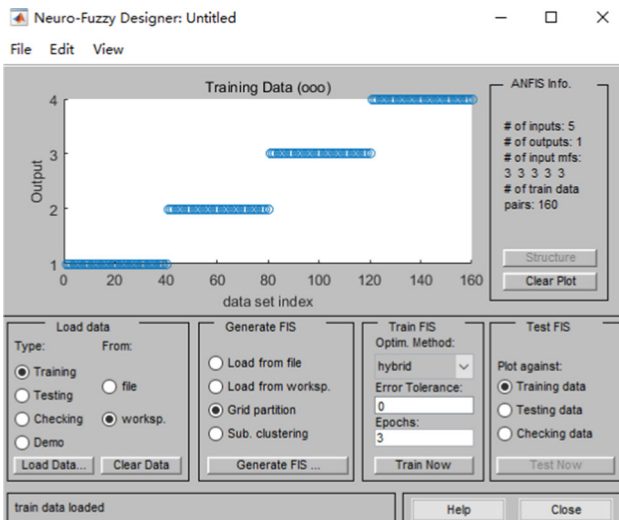 Neuro-Fuzzy Designer: Untitled
File Edit View
Training Data (ooo)
Output
4
3
2
1
0 20 40 60 80 100 120 140 160
data set index
ANFIS Info.
# of inputs: 5
# of outputs: 1
# of input mfs:
3 3 3 3 3
# of train data
pairs: 160
Structure
Clear Plot
Load data
Type: From:
Training
Testing
Checking
Demo
file
worksp.
Load Data... Clear Data
Generate FIS
Load from file
Load from worksp.
Grid partition
Sub. clustering
Generate FIS ...
Train FIS
Optim. Method:
hybrid
Error Tolerance:
0
Epochs:
3
Train Now
Test FIS
Plot against:
Training data
Testing data
Checking data
Test Now
train data loaded
Help Close